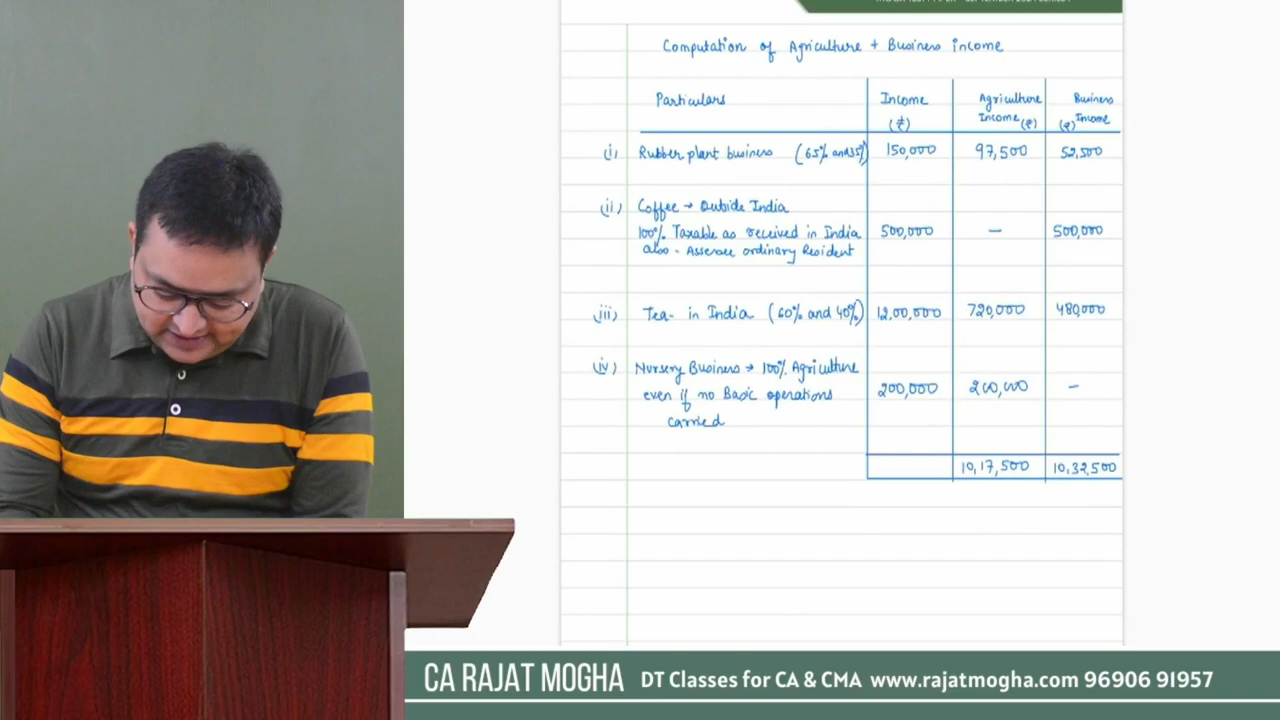 Computation of Agriculture + Business income
Particulars Income (₹) Agriculture Income (₹) Business (₹) Income
(i) Rubber plant business (65% and 35%) 150,000 97,500 52,500
(ii) Coffee → Outside India
100% Taxable as received in India 500,000 — 500,000
also - Assessee ordinary Resident
iii) Tea - in India (60% and 40%) 12,00,000 720,000 480,000
(iv) Nursery Business → 100% Agriculture
even if no Basic operations 200,000 200,000 —
carried
10,17,500 10,32,500
CA RAJAT MOGHA DT Classes for CA & CMA www.rajatmogha.com 96906 91957